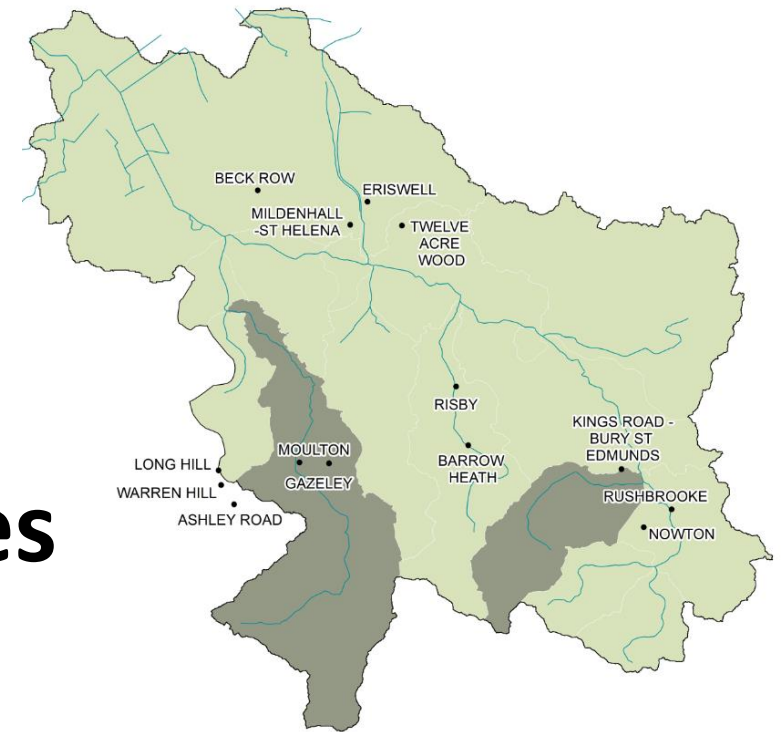 BECK ROW
ERISWELL
MILDENHALL
-ST HELENA
TWELVE
ACRE
WOOD
RISBY
KINGS ROAD -
BURY ST
EDMUNDS
MOULTON
BARROW
HEATH
LONG HILL
GAZELEY
WARREN HILL
RUSHBROOKE
ASHLEY ROAD
NOWTON
es